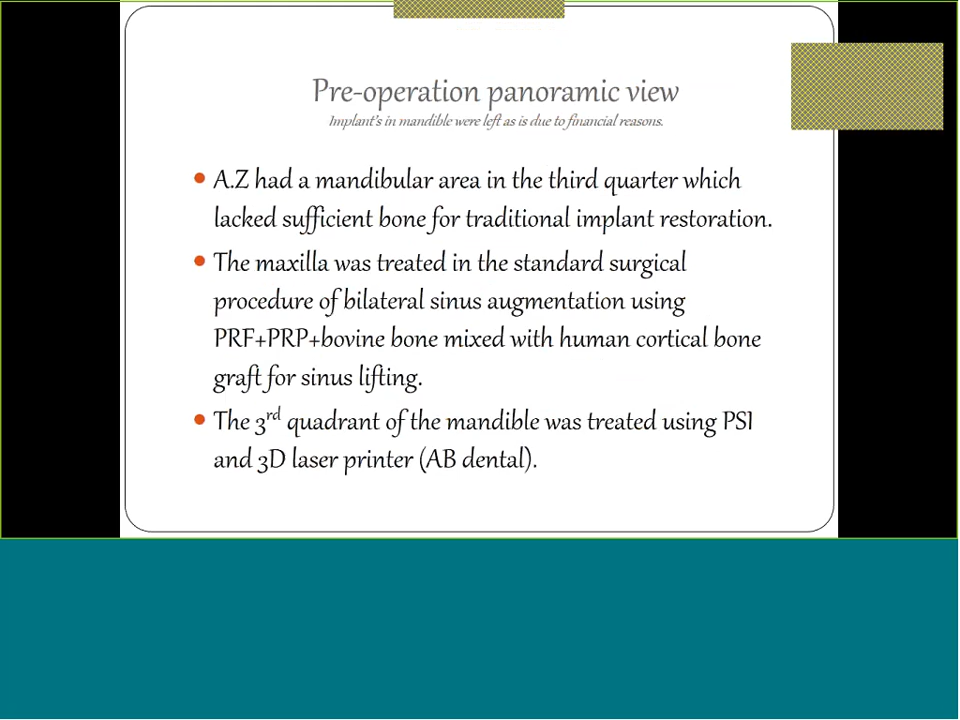 Pre-operation panoramic view
Implant's in mandible were left as is due to financial reasons.
A.Z had a mandibular area in the third quarter which
lacked sufficient bone for traditional implant restoration.
The maxilla was treated in the standard surgical
procedure of bilateral sinus augmentation using
PRF+PRP+bovine bone mixed with human cortical bone
graft for sinus lifting.
The 3rd quadrant of the mandible was treated using PSI
and 3D laser printer (AB dental).